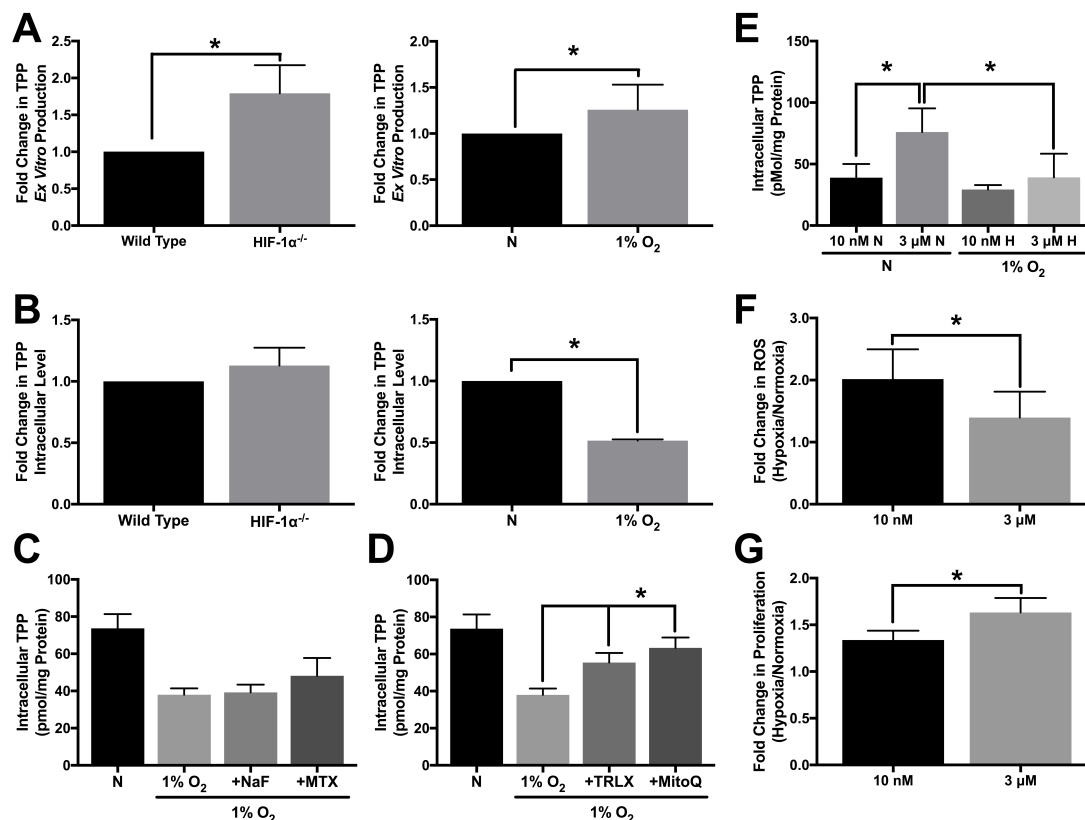 A
Fold Change in TPP
Ex Vitro Production
2.5
2.0
1.5
1.0
0.5
0.0
*
Wild Type
HIF-1α-/-
Fold Change in TPP
Ex Vitro Production
2.0
1.5
1.0
0.5
0.0
*
N
1% O2
B
Fold Change in TPP
Intracellular Level
1.5
1.0
0.5
0.0
Wild Type
HIF-1α-/-
Fold Change in TPP
Intracellular Level
1.5
1.0
0.5
0.0
*
N
1% O2
C
Intracellular TPP
(pmol/mg Protein)
100
80
60
40
20
0
N
1% O2
+NaF
+MTX
1% O2
D
Intracellular TPP
(pmol/mg Protein)
100
80
60
40
20
0
*
N
1% O2
+TRLX
+MitoQ
1% O2
E
Intracellular TPP
(pMol/mg Protein)
150
100
50
0
*
*
10 nM N
3 µM N
10 nM H
3 µM H
N
1% O2
F
Fold Change in ROS
(Hypoxia/Normoxia)
3.0
2.0
1.0
0.0
*
10 nM
3 µM
G
Fold Change in Proliferation
(Hypoxia/Normoxia)
2.0
1.5
1.0
0.5
0.0
*
10 nM
3 µM